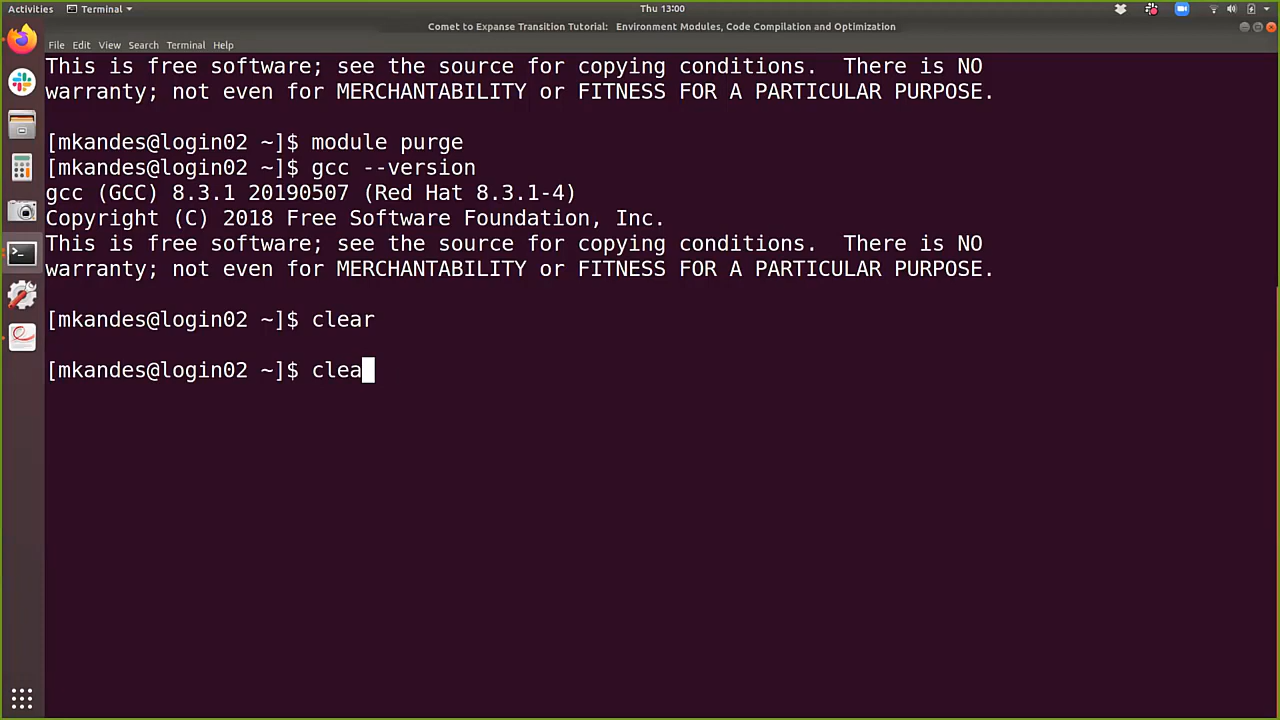 Activities
Terminal
Thu 13:00
Comet to Expanse Transition Tutorial: Environment Modules, Code Compilation and Optimization
File Edit View Search Terminal Help
This is free software; see the source for copying conditions.  There is NO
warranty; not even for MERCHANTABILITY or FITNESS FOR A PARTICULAR PURPOSE.
[mkandes@login02 ~]$ module purge
[mkandes@login02 ~]$ gcc --version
gcc (GCC) 8.3.1 20190507 (Red Hat 8.3.1-4)
Copyright (C) 2018 Free Software Foundation, Inc.
This is free software; see the source for copying conditions.  There is NO
warranty; not even for MERCHANTABILITY or FITNESS FOR A PARTICULAR PURPOSE.
[mkandes@login02 ~]$ clear
[mkandes@login02 ~]$ clea